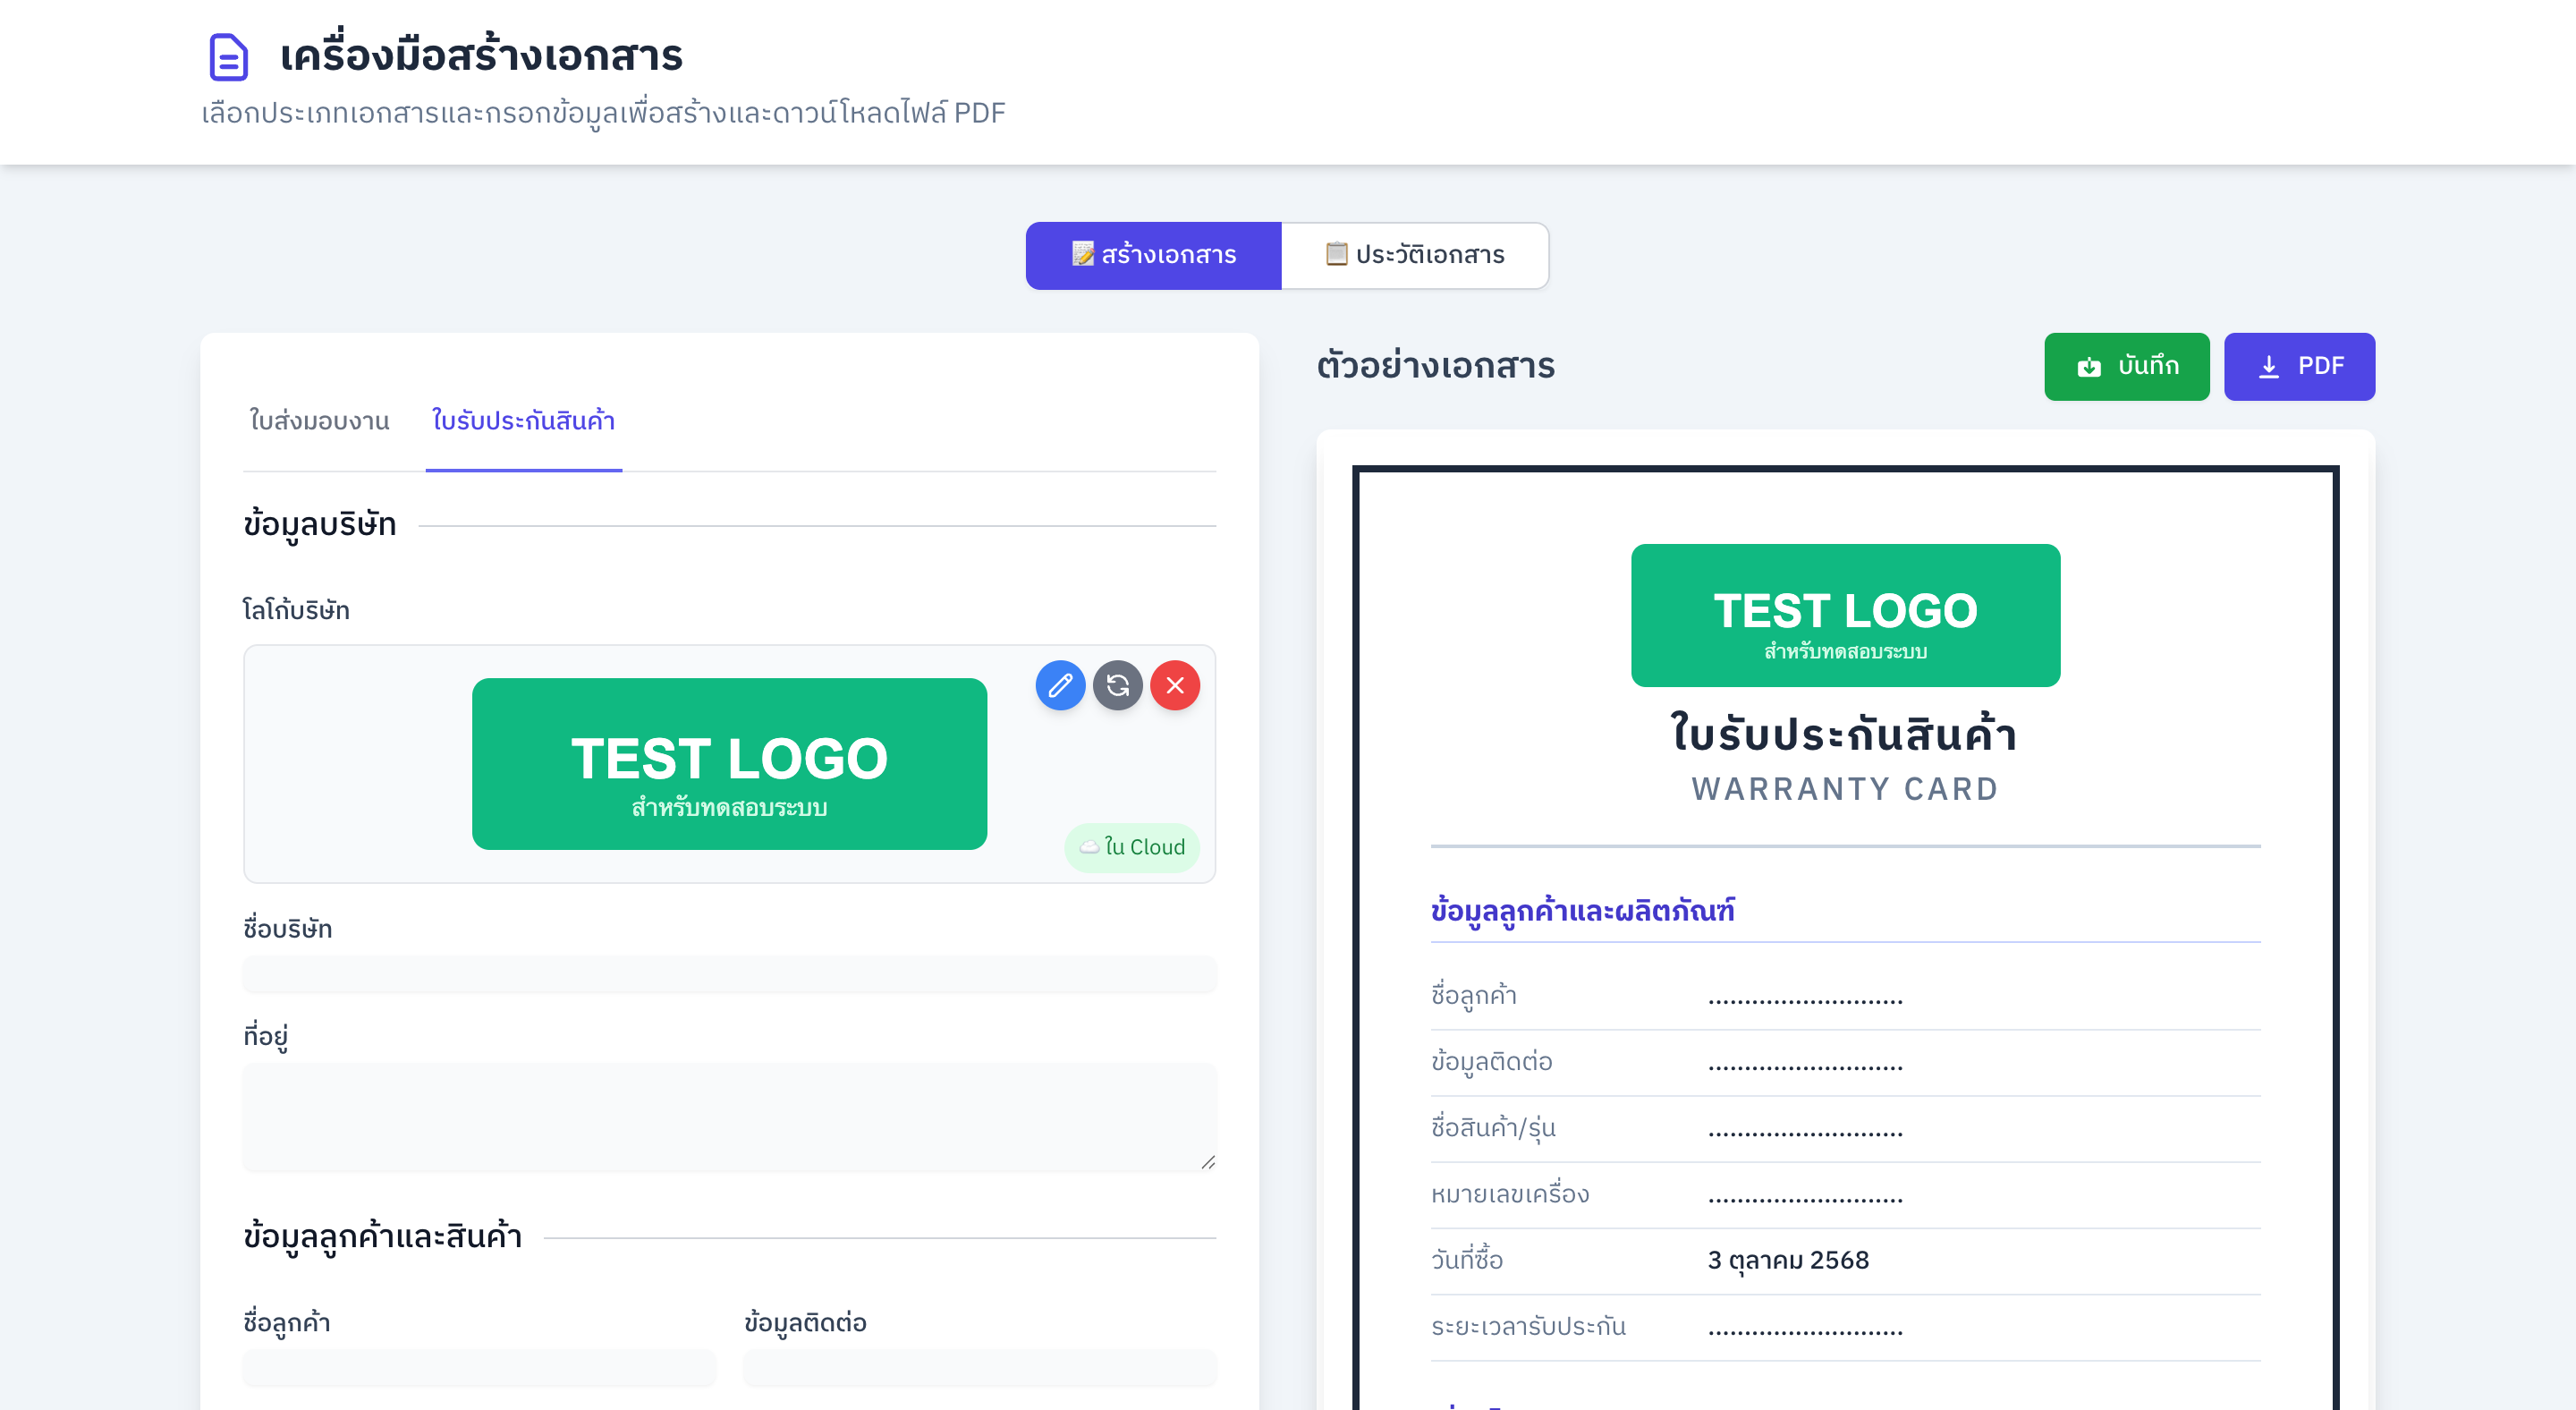 เครื่องมือสร้างเอกสาร
เลือกประเภทเอกสารและกรอกข้อมูลเพื่อสร้างและดาวน์โหลดไฟล์ PDF
สร้างเอกสาร
ประวัติเอกสาร
ใบส่งมอบงาน
ใบรับประกันสินค้า
ข้อมูลบริษัท
โลโก้บริษัท
TEST LOGO
สำหรับทดสอบระบบ
ใน Cloud
ชื่อบริษัท
ที่อยู่
ข้อมูลลูกค้าและสินค้า
ชื่อลูกค้า
ข้อมูลติดต่อ
ตัวอย่างเอกสาร
บันทึก
PDF
TEST LOGO
สำหรับทดสอบระบบ
ใบรับประกันสินค้า
WARRANTY CARD
ข้อมูลลูกค้าและผลิตภัณฑ์
ชื่อลูกค้า ...........................
ข้อมูลติดต่อ ...........................
ชื่อสินค้า/รุ่น ...........................
หมายเลขเครื่อง ...........................
วันที่ซื้อ 3 ตุลาคม 2568
ระยะเวลารับประกัน ...........................